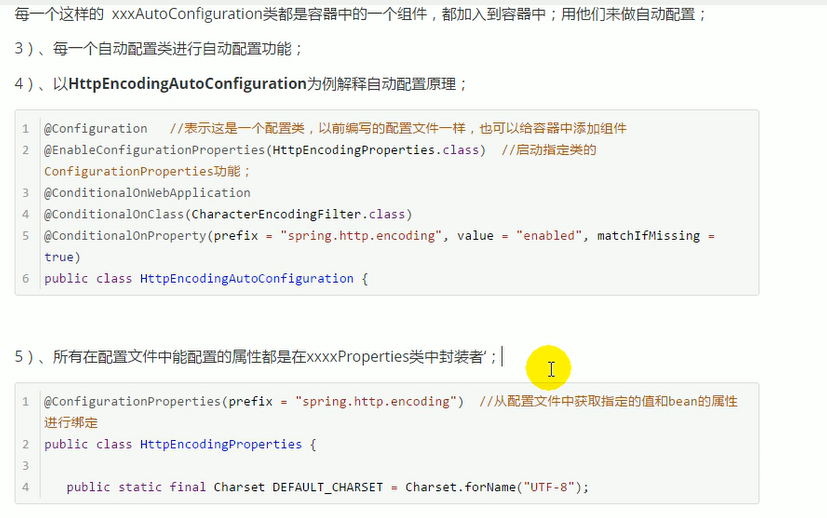 每一个这样的 xxxAutoConfiguration类都是容器中的一个组件，都加入到容器中；用他们来做自动配置；
3）、每一个自动配置类进行自动配置功能；
4）、以HttpEncodingAutoConfiguration为例解释自动配置原理；
1 @Configuration //表示这是一个配置类，以前编写的配置文件一样，也可以给容器中添加组件
2 @EnableConfigurationProperties(HttpEncodingProperties.class) //启动指定类的
ConfigurationProperties功能；
3 @ConditionalOnWebApplication
4 @ConditionalOnClass(CharacterEncodingFilter.class)
5 @ConditionalOnProperty(prefix = "spring.http.encoding", value = "enabled", matchIfMissing =
true)
6 public class HttpEncodingAutoConfiguration {
5）、所有在配置文件中能配置的属性都是在xxxxProperties类中封装者‘；
1 @ConfigurationProperties(prefix = "spring.http.encoding") //从配置文件中获取指定的值和bean的属性
进行绑定
2 public class HttpEncodingProperties {
3
4 public static final Charset DEFAULT_CHARSET = Charset.forName("UTF-8");